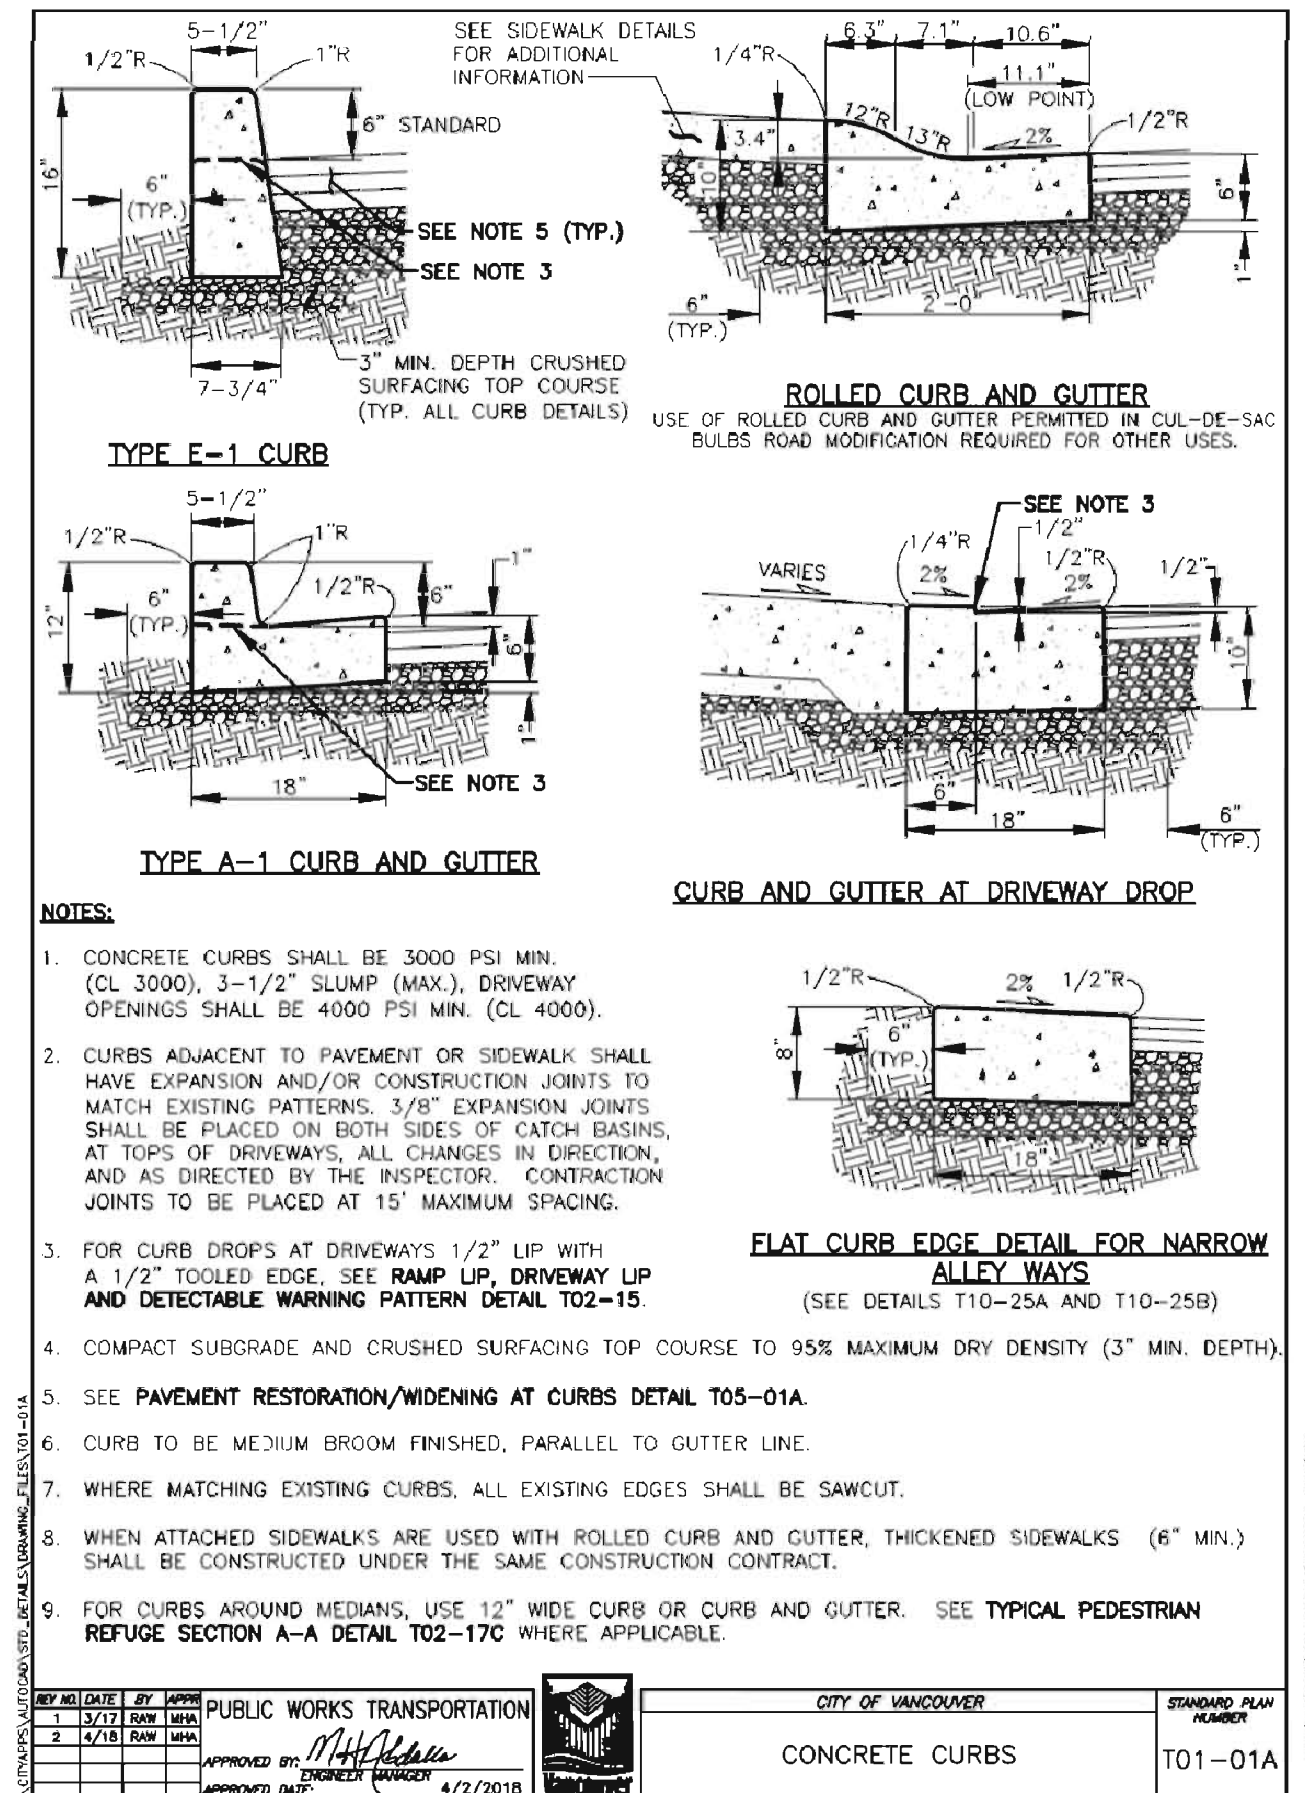 5-1/2"
1/2"R
1"R
6" STANDARD
16"
6"
(TYP.)
SEE NOTE 5 (TYP.)
SEE NOTE 3
3" MIN. DEPTH CRUSHED
SURFACING TOP COURSE
(TYP. ALL CURB DETAILS)
7-3/4"
TYPE E-1 CURB
SEE SIDEWALK DETAILS
FOR ADDITIONAL
INFORMATION
6.3"
7.1"
10.6"
1/4"R
11.1"
(LOW POINT)
12"R
13"R
2%
1/2"R
3.4"
10"
6"
1"
6"
(TYP.)
2'-0"
ROLLED CURB AND GUTTER
USE OF ROLLED CURB AND GUTTER PERMITTED IN CUL-DE-SAC
BULBS ROAD MODIFICATION REQUIRED FOR OTHER USES.
5-1/2"
1/2"R
1"R
1/2"R
6"
1"
12"
6"
(TYP.)
6"
1"
SEE NOTE 3
18"
TYPE A-1 CURB AND GUTTER
SEE NOTE 3
1/2"
1/4"R
1/2"R
1/2"
VARIES
2%
2%
10"
6"
18"
6"
(TYP.)
CURB AND GUTTER AT DRIVEWAY DROP
1/2"R
2%
1/2"R
8"
6"
(TYP.)
18"
FLAT CURB EDGE DETAIL FOR NARROW
ALLEY WAYS
(SEE DETAILS T10-25A AND T10-25B)
NOTES:
1. CONCRETE CURBS SHALL BE 3000 PSI MIN.
(CL 3000), 3-1/2" SLUMP (MAX.), DRIVEWAY
OPENINGS SHALL BE 4000 PSI MIN. (CL 4000).
2. CURBS ADJACENT TO PAVEMENT OR SIDEWALK SHALL
HAVE EXPANSION AND/OR CONSTRUCTION JOINTS TO
MATCH EXISTING PATTERNS. 3/8" EXPANSION JOINTS
SHALL BE PLACED ON BOTH SIDES OF CATCH BASINS,
AT TOPS OF DRIVEWAYS, ALL CHANGES IN DIRECTION,
AND AS DIRECTED BY THE INSPECTOR. CONTRACTION
JOINTS TO BE PLACED AT 15' MAXIMUM SPACING.
3. FOR CURB DROPS AT DRIVEWAYS 1/2" LIP WITH
A 1/2" TOOLED EDGE, SEE RAMP LIP, DRIVEWAY LIP
AND DETECTABLE WARNING PATTERN DETAIL T02-15.
4. COMPACT SUBGRADE AND CRUSHED SURFACING TOP COURSE TO 95% MAXIMUM DRY DENSITY (3" MIN. DEPTH).
5. SEE PAVEMENT RESTORATION/WIDENING AT CURBS DETAIL T05-01A.
6. CURB TO BE MEDIUM BROOM FINISHED, PARALLEL TO GUTTER LINE.
7. WHERE MATCHING EXISTING CURBS, ALL EXISTING EDGES SHALL BE SAWCUT.
8. WHEN ATTACHED SIDEWALKS ARE USED WITH ROLLED CURB AND GUTTER, THICKENED SIDEWALKS (6" MIN.)
SHALL BE CONSTRUCTED UNDER THE SAME CONSTRUCTION CONTRACT.
9. FOR CURBS AROUND MEDIANS, USE 12" WIDE CURB OR CURB AND GUTTER. SEE TYPICAL PEDESTRIAN
REFUGE SECTION A-A DETAIL T02-17C WHERE APPLICABLE.
\CITYAPPS\AUTOCAD\STD_DETAILS\DRAWING_FILES\T01-01A
REV NO. DATE BY APPR
1 3/17 RAW MHA
2 4/18 RAW MHA
PUBLIC WORKS TRANSPORTATION
APPROVED BY:
ENGINEER MANAGER
APPROVED DATE: 4/2/2018
CITY OF VANCOUVER
CONCRETE CURBS
STANDARD PLAN
NUMBER
T01-01A